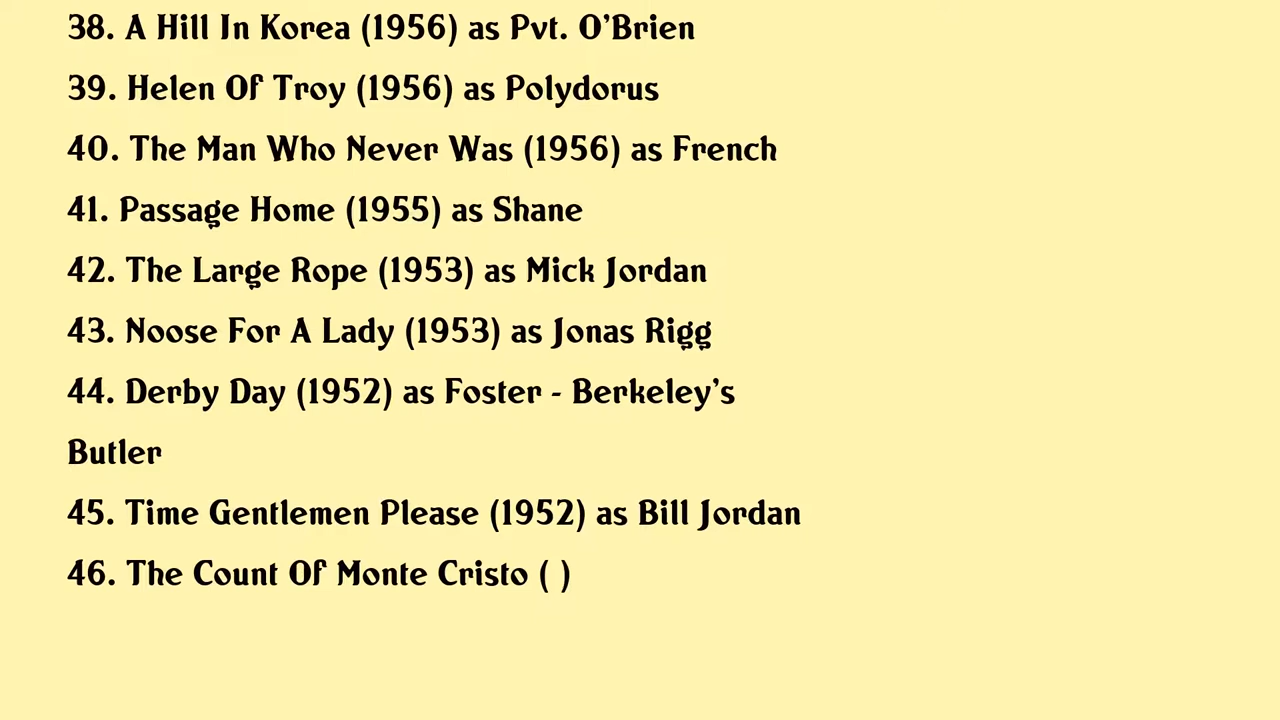 38. A Hill In Korea (1956) as Pvt. O’Brien
39. Helen Of Troy (1956) as Polydorus
40. The Man Who Never Was (1956) as French
41. Passage Home (1955) as Shane
42. The Large Rope (1953) as Mick Jordan
43. Noose For A Lady (1953) as Jonas Rigg
44. Derby Day (1952) as Foster - Berkeley’s
Butler
45. Time Gentlemen Please (1952) as Bill Jordan
46. The Count Of Monte Cristo ( )